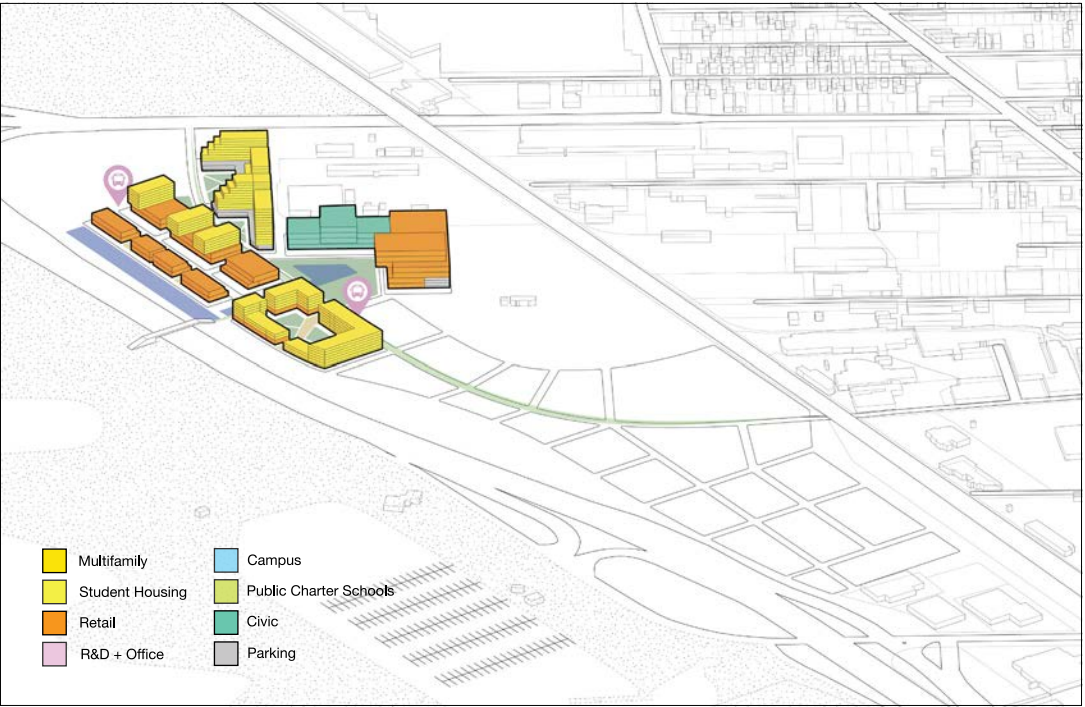 Multifamily
Student Housing
Retail
R&D + Office
Campus
Public Charter Schools
Civic
Parking